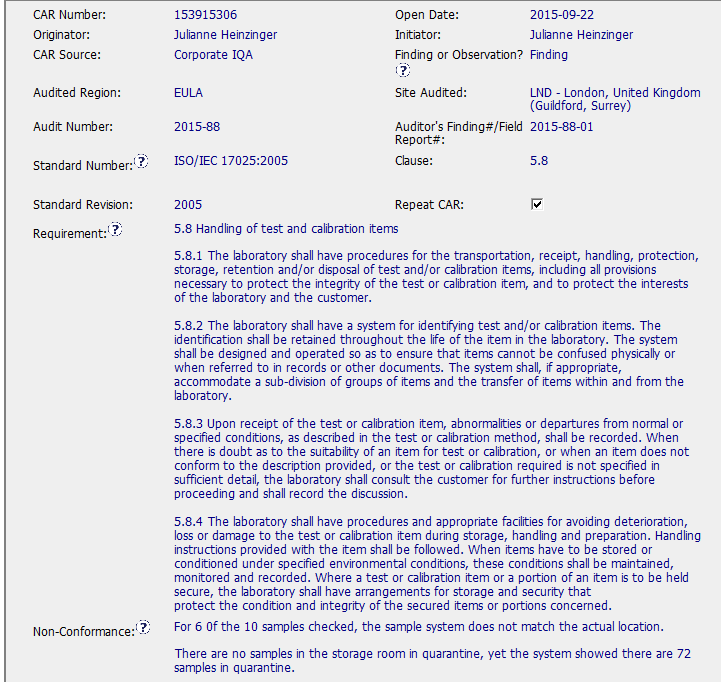 CAR Number: 153915306 Open Date: 2015-09-22
Originator: Julianne Heinzinger Initiator: Julianne Heinzinger
CAR Source: Corporate IQA Finding or Observation? Finding
?
Audited Region: EULA Site Audited: LND - London, United Kingdom
(Guildford, Surrey)
Audit Number: 2015-88 Auditor's Finding#/Field 2015-88-01
Report#:
Standard Number: ? ISO/IEC 17025:2005 Clause: 5.8
Standard Revision: 2005 Repeat CAR:
Requirement: ? 5.8 Handling of test and calibration items
5.8.1 The laboratory shall have procedures for the transportation, receipt, handling, protection,
storage, retention and/or disposal of test and/or calibration items, including all provisions
necessary to protect the integrity of the test or calibration item, and to protect the interests
of the laboratory and the customer.
5.8.2 The laboratory shall have a system for identifying test and/or calibration items. The
identification shall be retained throughout the life of the item in the laboratory. The system
shall be designed and operated so as to ensure that items cannot be confused physically or
when referred to in records or other documents. The system shall, if appropriate,
accommodate a sub-division of groups of items and the transfer of items within and from the
laboratory.
5.8.3 Upon receipt of the test or calibration item, abnormalities or departures from normal or
specified conditions, as described in the test or calibration method, shall be recorded. When
there is doubt as to the suitability of an item for test or calibration, or when an item does not
conform to the description provided, or the test or calibration required is not specified in
sufficient detail, the laboratory shall consult the customer for further instructions before
proceeding and shall record the discussion.
5.8.4 The laboratory shall have procedures and appropriate facilities for avoiding deterioration,
loss or damage to the test or calibration item during storage, handling and preparation. Handling
instructions provided with the item shall be followed. When items have to be stored or
conditioned under specified environmental conditions, these conditions shall be maintained,
monitored and recorded. Where a test or calibration item or a portion of an item is to be held
secure, the laboratory shall have arrangements for storage and security that
protect the condition and integrity of the secured items or portions concerned.
Non-Conformance: ? For 6 0f the 10 samples checked, the sample system does not match the actual location.
There are no samples in the storage room in quarantine, yet the system showed there are 72
samples in quarantine.